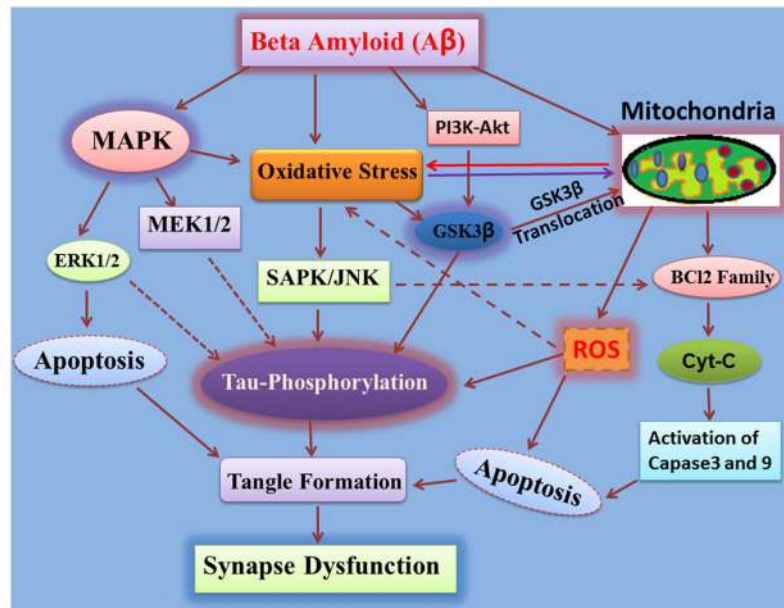 Beta Amyloid (Aβ)
Mitochondria
PI3K-Akt
MAPK
Oxidative Stress
GSK3β
Translocation
MEK1/2
GSK3β
ERK1/2
SAPK/JNK
BCl2 Family
Apoptosis
ROS
Cyt-C
Tau-Phosphorylation
Activation of
Capase3 and 9
Tangle Formation
Apoptosis
Synapse Dysfunction